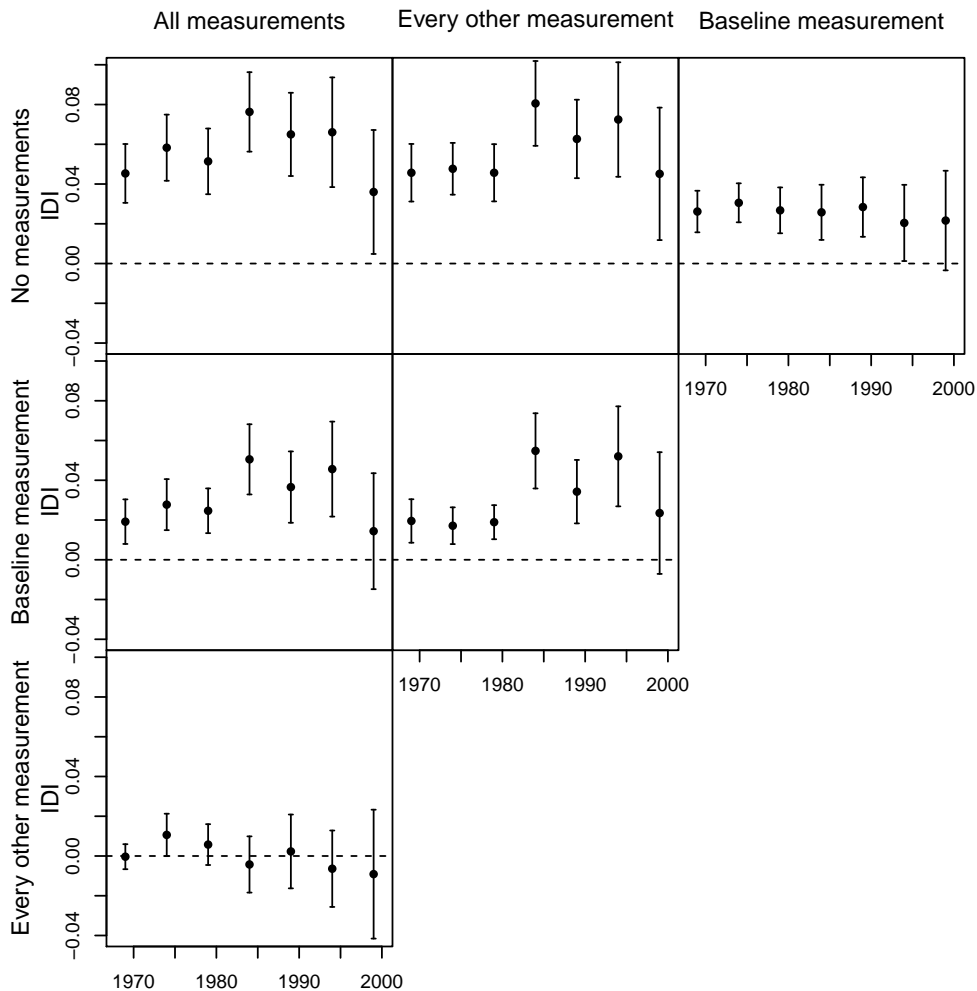 All measurements
Every other measurement
Baseline measurement
No measurements
IDI
0.08
0.04
0.00
−0.04
1970
1980
1990
2000
Baseline measurement
IDI
0.08
0.04
0.00
−0.04
1970
1980
1990
2000
Every other measurement
IDI
0.08
0.04
0.00
−0.04
1970
1980
1990
2000